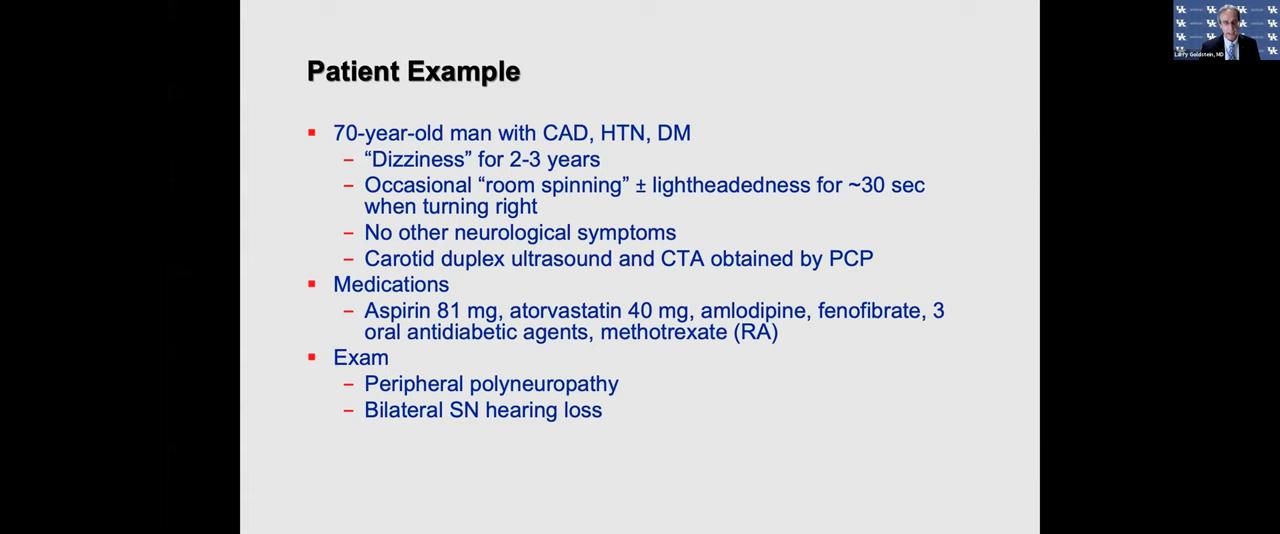 Patient Example
70-year-old man with CAD, HTN, DM
– “Dizziness” for 2-3 years
– Occasional “room spinning” ± lightheadedness for ~30 sec
when turning right
– No other neurological symptoms
– Carotid duplex ultrasound and CTA obtained by PCP
Medications
– Aspirin 81 mg, atorvastatin 40 mg, amlodipine, fenofibrate, 3
oral antidiabetic agents, methotrexate (RA)
Exam
– Peripheral polyneuropathy
– Bilateral SN hearing loss
Larry Goldstein, MD